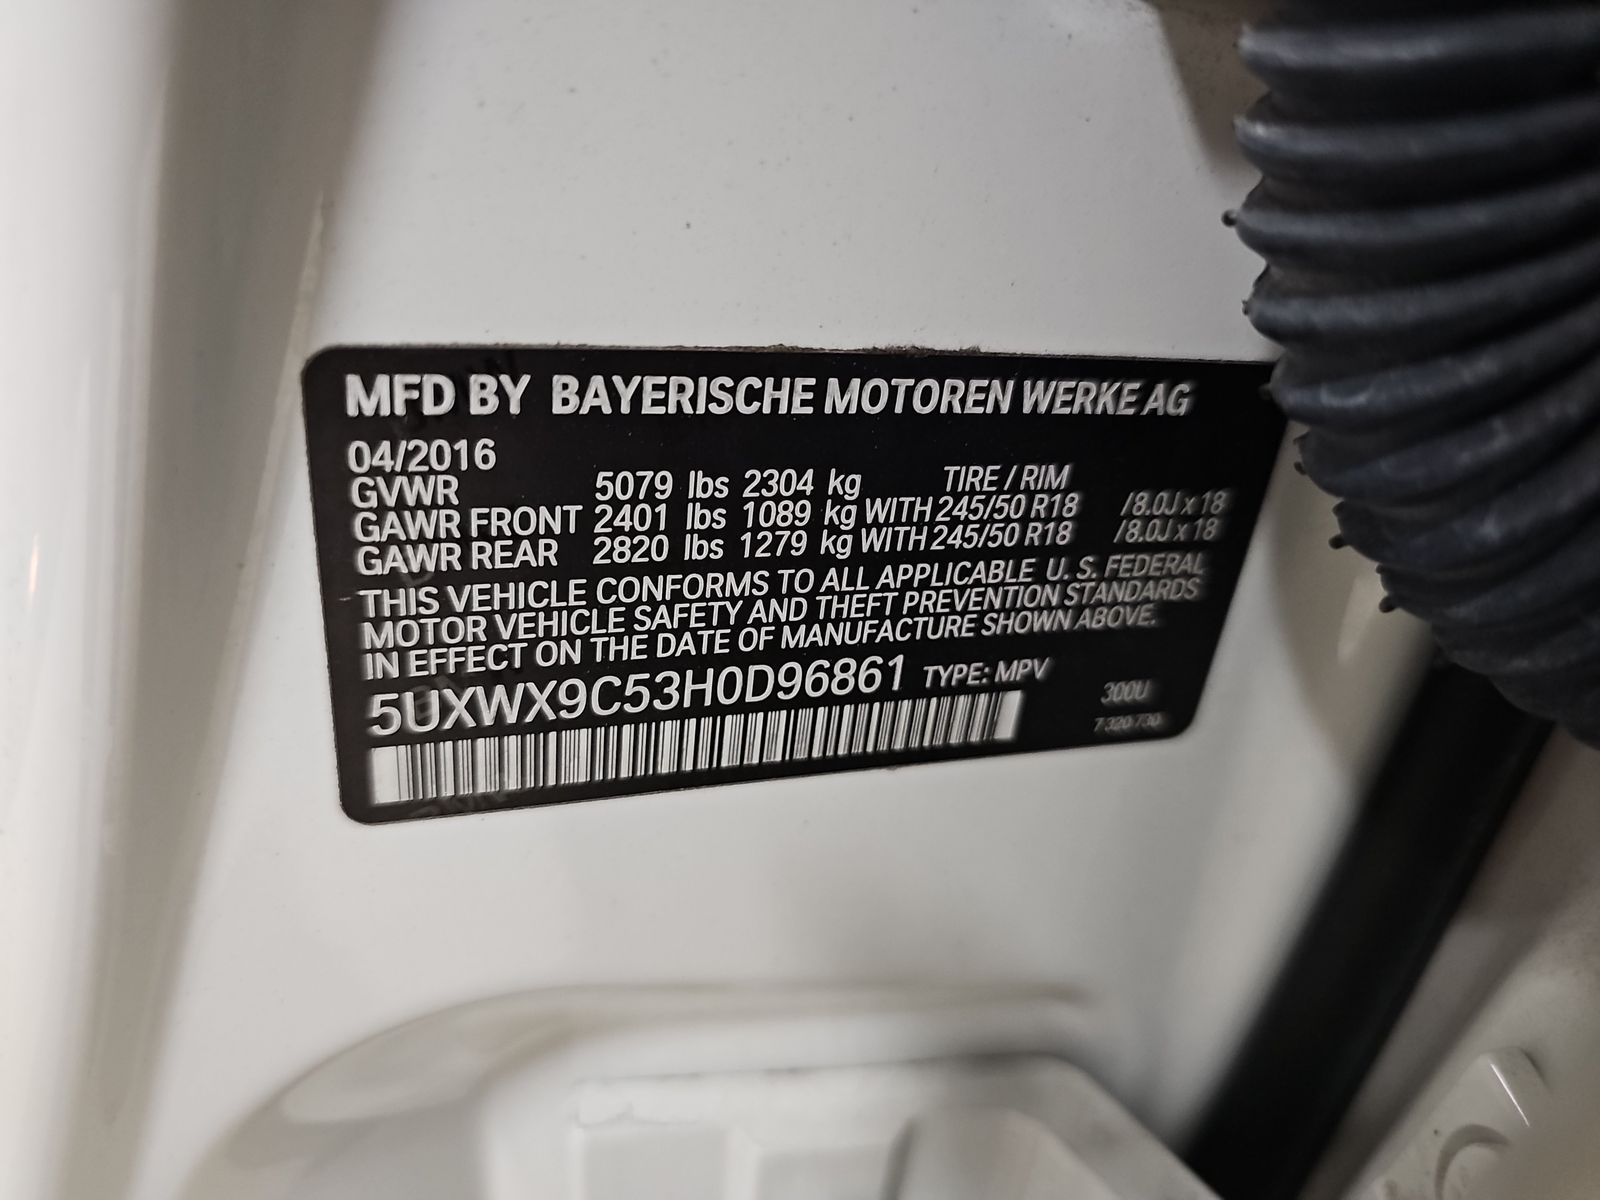 MFD BY BAYERISCHE MOTOREN WERKE AG
04/2016
GVWR 5079 lbs 2304 kg TIRE / RIM
GAWR FRONT 2401 lbs 1089 kg WITH 245/50 R18 /8.0J x 18
GAWR REAR 2820 lbs 1279 kg WITH 245/50 R18 /8.0J x 18
THIS VEHICLE CONFORMS TO ALL APPLICABLE U. S. FEDERAL
MOTOR VEHICLE SAFETY AND THEFT PREVENTION STANDARDS
IN EFFECT ON THE DATE OF MANUFACTURE SHOWN ABOVE.
5UXWX9C53H0D96861 TYPE: MPV
300U
7 320 730